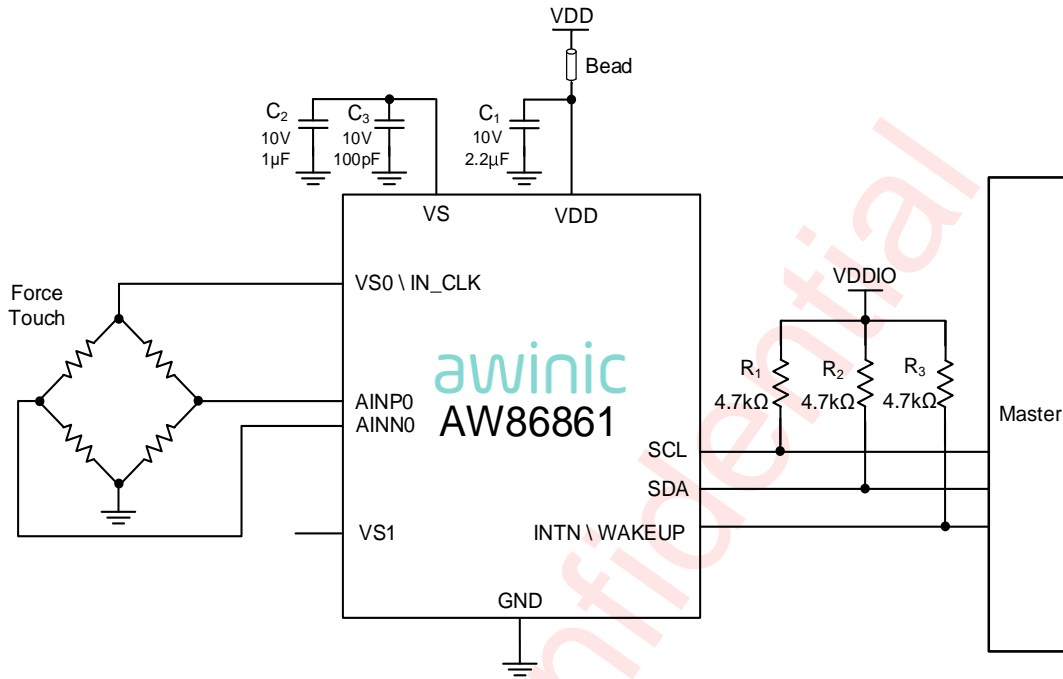 VDD
Bead
C₂
10V
1µF
C₃
10V
100pF
C₁
10V
2.2µF
VS
VDD
VS0 \ IN_CLK
Force
Touch
VDDIO
awinic
AW86861
R₁
4.7kΩ
R₂
4.7kΩ
R₃
4.7kΩ
AINP0
AINN0
Master
SCL
SDA
VS1
INTN \ WAKEUP
GND
nfidential